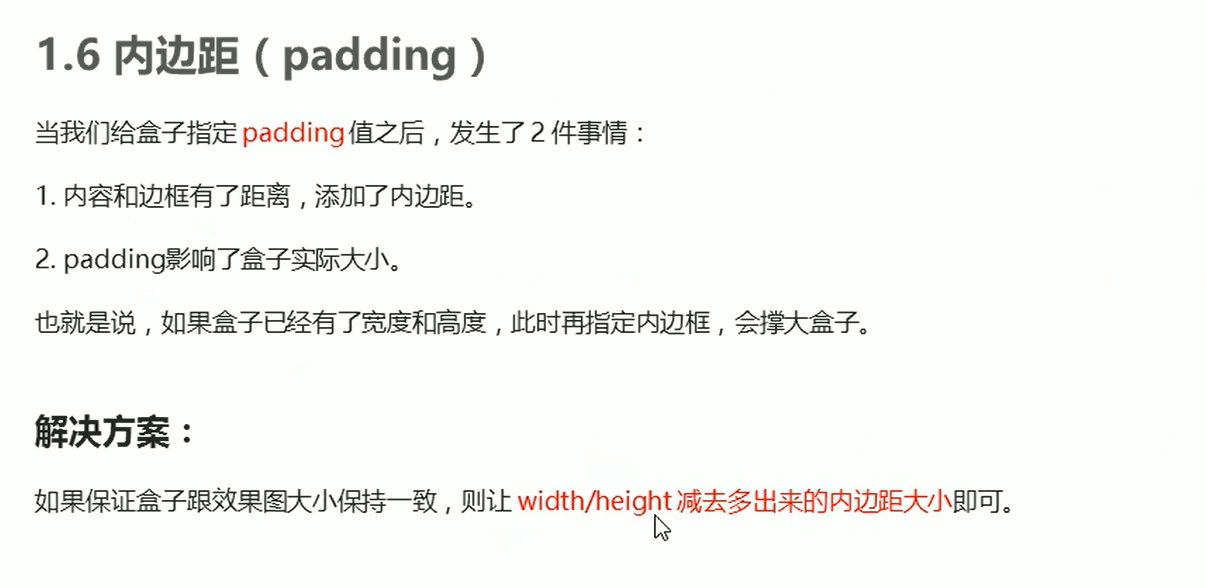 1.6 内边距（padding）
当我们给盒子指定 padding 值之后，发生了 2 件事情：
1. 内容和边框有了距离，添加了内边距。
2. padding影响了盒子实际大小。
也就是说，如果盒子已经有了宽度和高度，此时再指定内边框，会撑大盒子。
解决方案：
如果保证盒子跟效果图大小保持一致，则让 width/height 减去多出来的内边距大小即可。